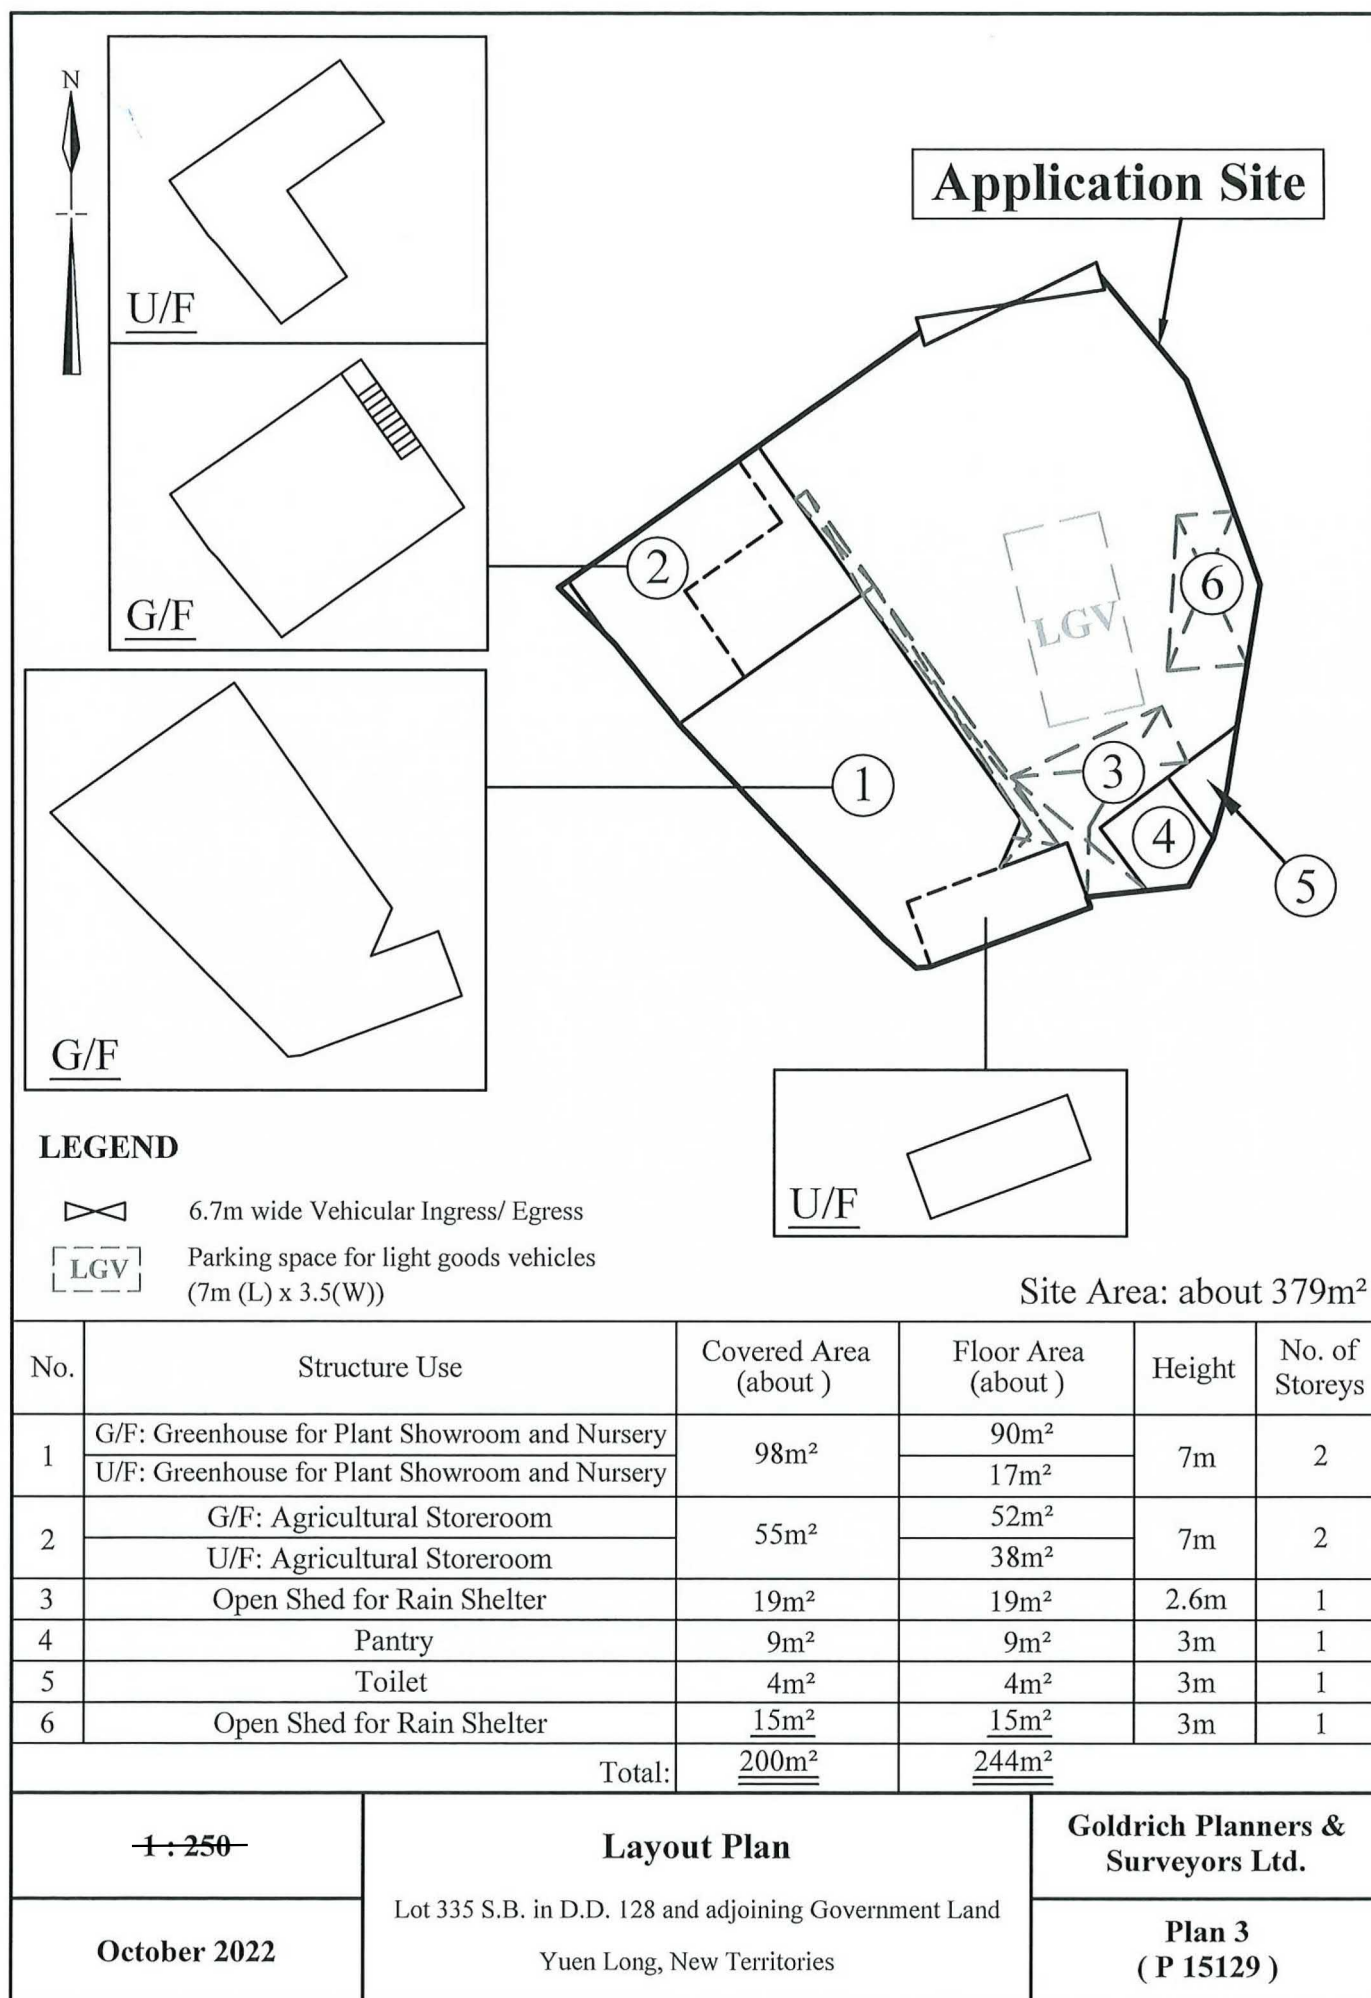 N
U/F
G/F
G/F
Application Site
2
1
LGV
6
3
4
5
U/F
LEGEND
6.7m wide Vehicular Ingress/ Egress
LGV
Parking space for light goods vehicles
(7m (L) x 3.5(W))
Site Area: about 379m²
No. Structure Use Covered Area (about ) Floor Area (about ) Height No. of Storeys
1 G/F: Greenhouse for Plant Showroom and Nursery 98m² 90m² 7m 2
U/F: Greenhouse for Plant Showroom and Nursery 17m²
2 G/F: Agricultural Storeroom 55m² 52m² 7m 2
U/F: Agricultural Storeroom 38m²
3 Open Shed for Rain Shelter 19m² 19m² 2.6m 1
4 Pantry 9m² 9m² 3m 1
5 Toilet 4m² 4m² 3m 1
6 Open Shed for Rain Shelter 15m² 15m² 3m 1
Total: 200m² 244m²
1 : 250
October 2022
Layout Plan
Lot 335 S.B. in D.D. 128 and adjoining Government Land
Yuen Long, New Territories
Goldrich Planners &
Surveyors Ltd.
Plan 3
( P 15129 )